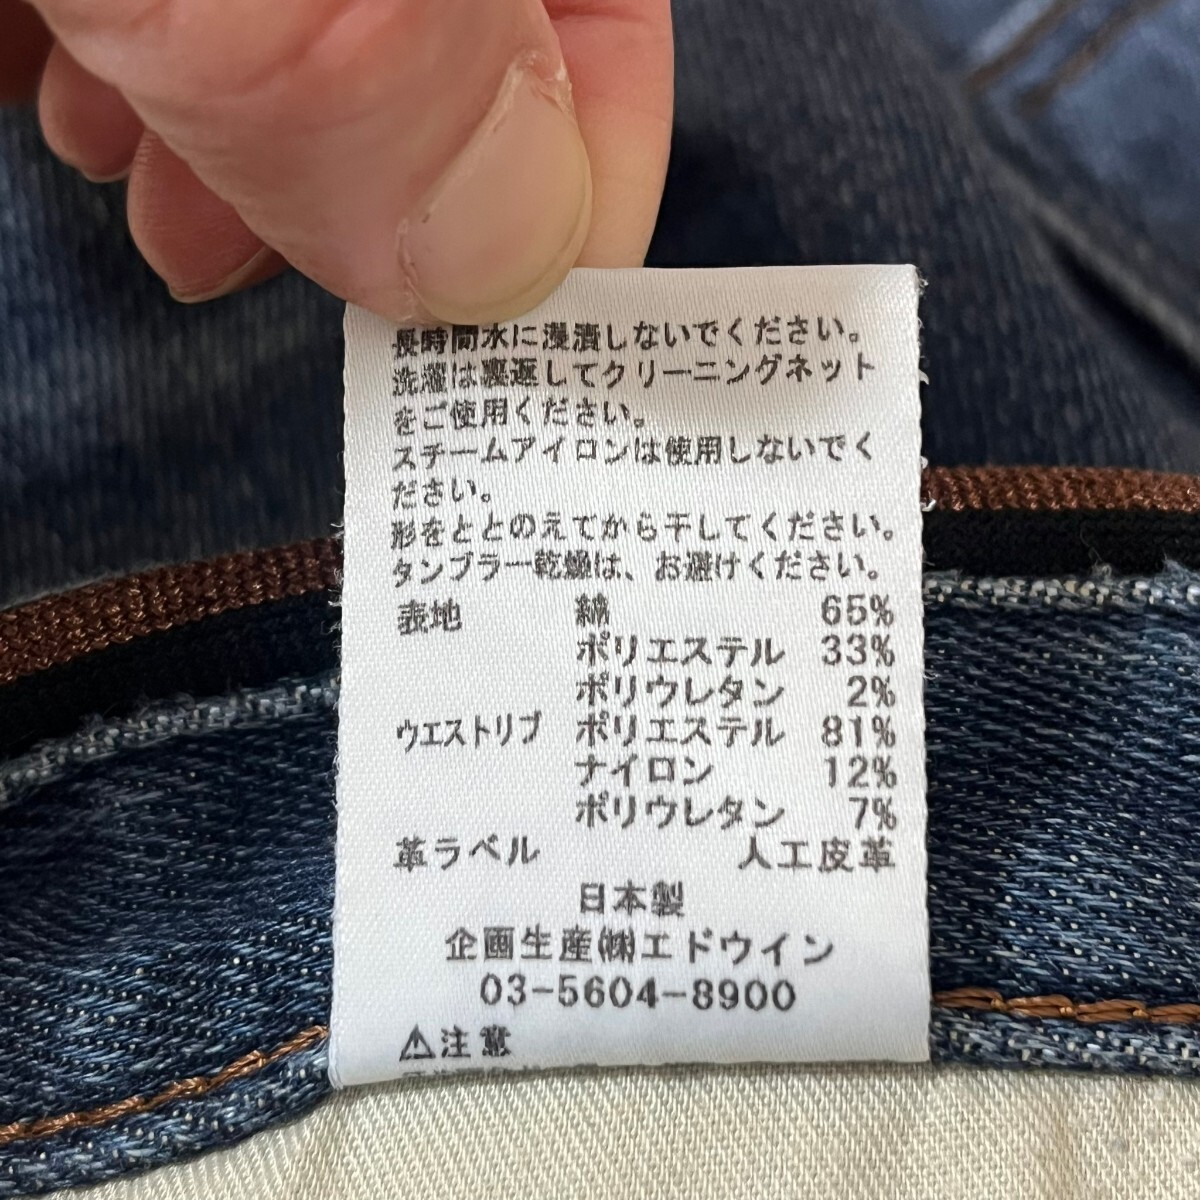 長時間水に浸漬しないでください。
洗濯は裏返してクリーニングネット
をご使用ください。
スチームアイロンは使用しないでく
ださい。
形をととのえてから干してください。
タンブラー乾燥は、お避けください。
表地 綿 65%
ポリエステル 33%
ポリウレタン 2%
ウエストリブ ポリエステル 81%
ナイロン 12%
ポリウレタン 7%
革ラベル 人工皮革
日本製
企画生産㈱エドウイン
03-5604-8900
⚠注意